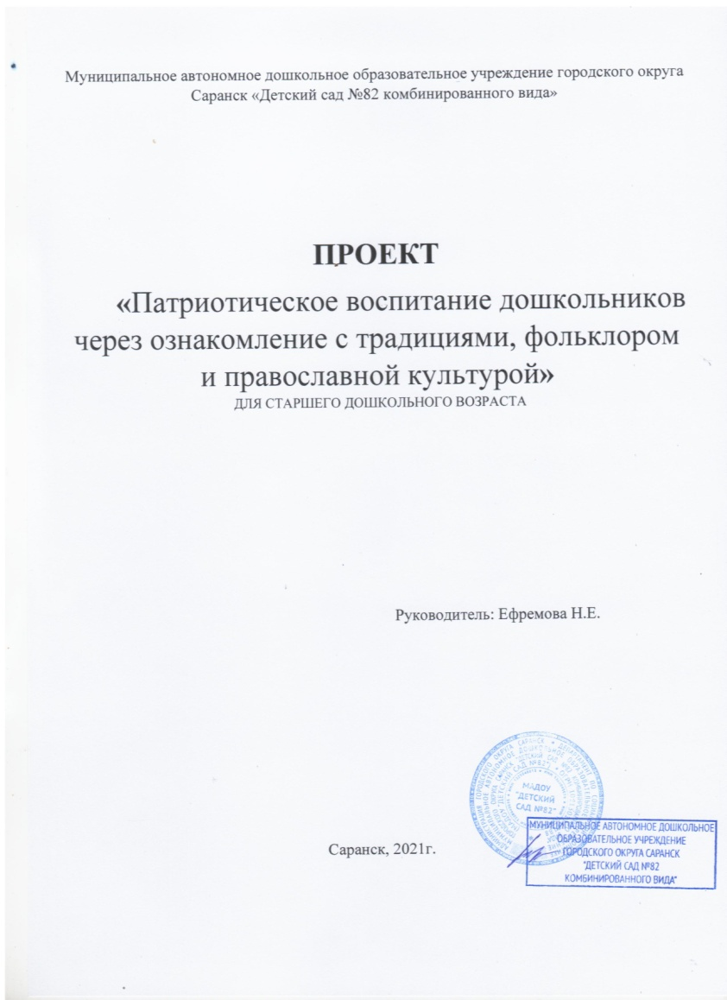 Муниципальное автономное дошкольное образовательное учреждение городского округа
Саранск «Детский сад №82 комбинированного вида»
ПРОЕКТ
«Патриотическое воспитание дошкольников
через ознакомление с традициями, фольклором
и православной культурой»
ДЛЯ СТАРШЕГО ДОШКОЛЬНОГО ВОЗРАСТА
Руководитель: Ефремова Н.Е.
МАДОУ
"ДЕТСКИЙ
САД №82"
МУНИЦИПАЛЬНОЕ АВТОНОМНОЕ ДОШКОЛЬНОЕ
ОБРАЗОВАТЕЛЬНОЕ УЧРЕЖДЕНИЕ
ГОРОДСКОГО ОКРУГА САРАНСК
"ДЕТСКИЙ САД №82
КОМБИНИРОВАННОГО ВИДА"
Саранск, 2021г.